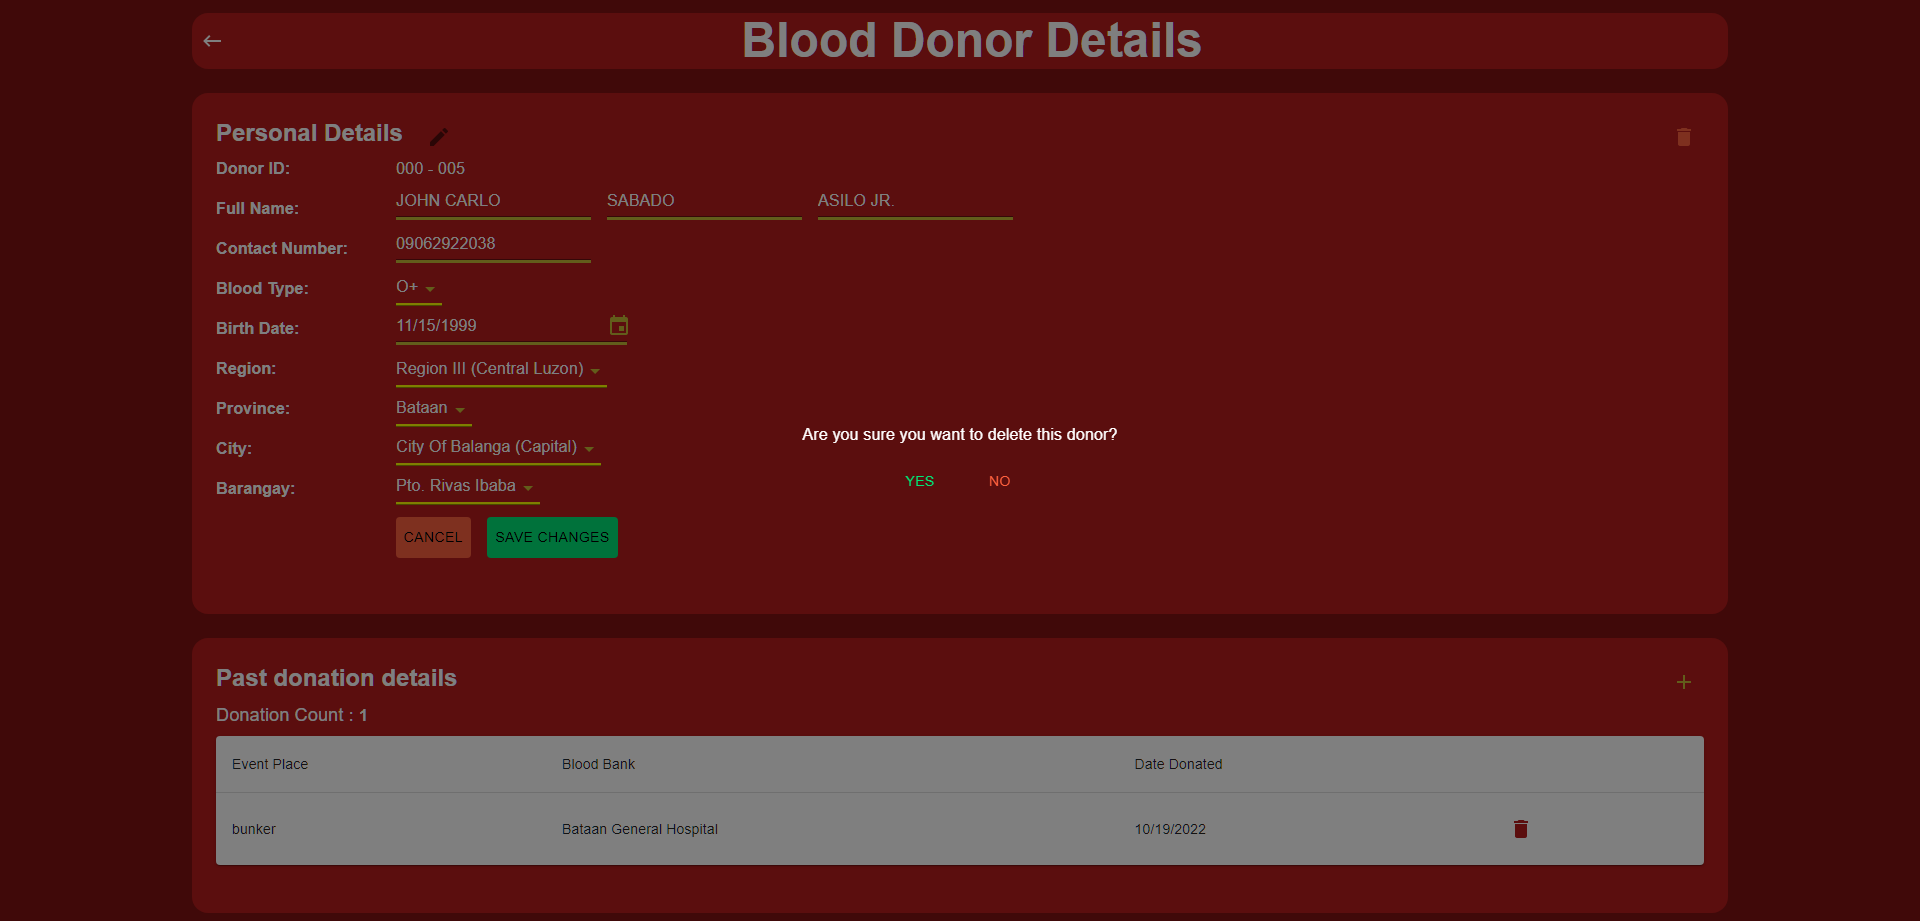 Blood Donor Details
Personal Details
Donor ID: 000 - 005
Full Name: JOHN CARLO SABADO ASILO JR.
Contact Number: 09062922038
Blood Type: O+
Birth Date: 11/15/1999
Region: Region III (Central Luzon)
Province: Bataan
City: City Of Balanga (Capital)
Barangay: Pto. Rivas Ibaba
CANCEL SAVE CHANGES
Are you sure you want to delete this donor?
YES NO
Past donation details
Donation Count : 1
Event Place Blood Bank Date Donated
bunker Bataan General Hospital 10/19/2022